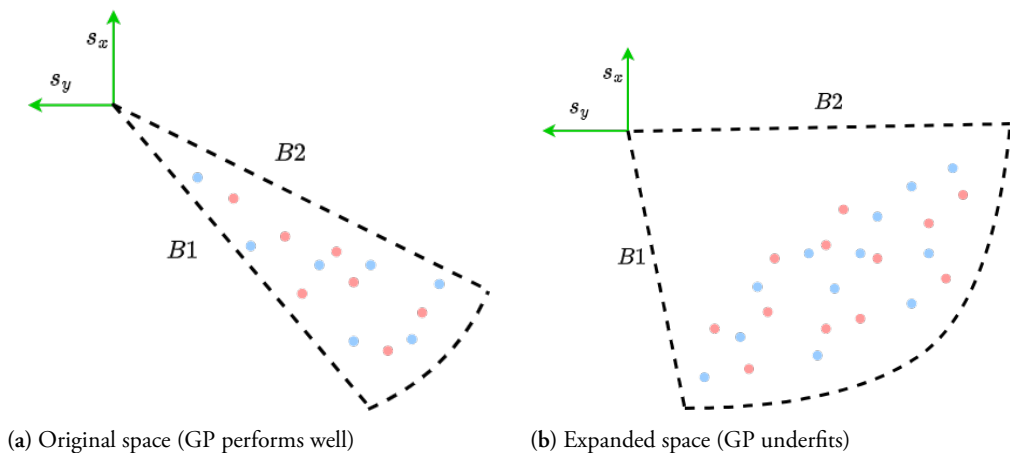 s_x
s_y
B2
B1
(a) Original space (GP performs well)
s_x
s_y
B2
B1
(b) Expanded space (GP underfits)